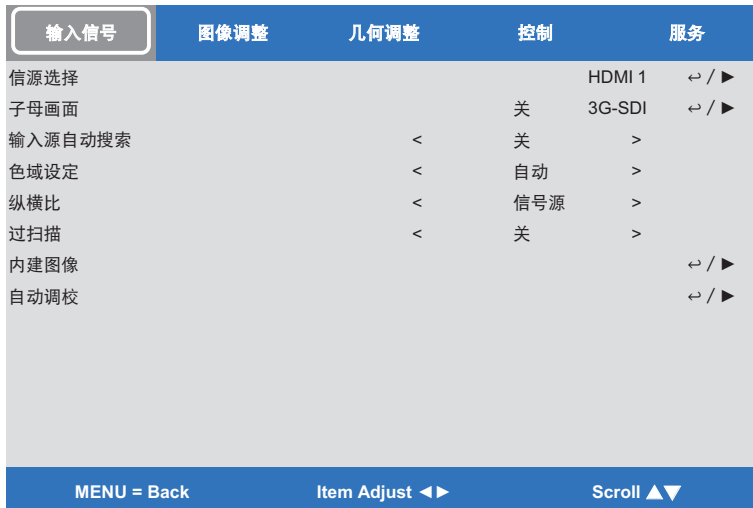 输入信号 图像调整 几何调整 控制 服务
信源选择 HDMI 1 ↩ / ►
子母画面 关 3G-SDI ↩ / ►
输入源自动搜索 < 关 >
色域设定 < 自动 >
纵横比 < 信号源 >
过扫描 < 关 >
内建图像 ↩ / ►
自动调校 ↩ / ►
MENU = Back Item Adjust ◄► Scroll ▲▼